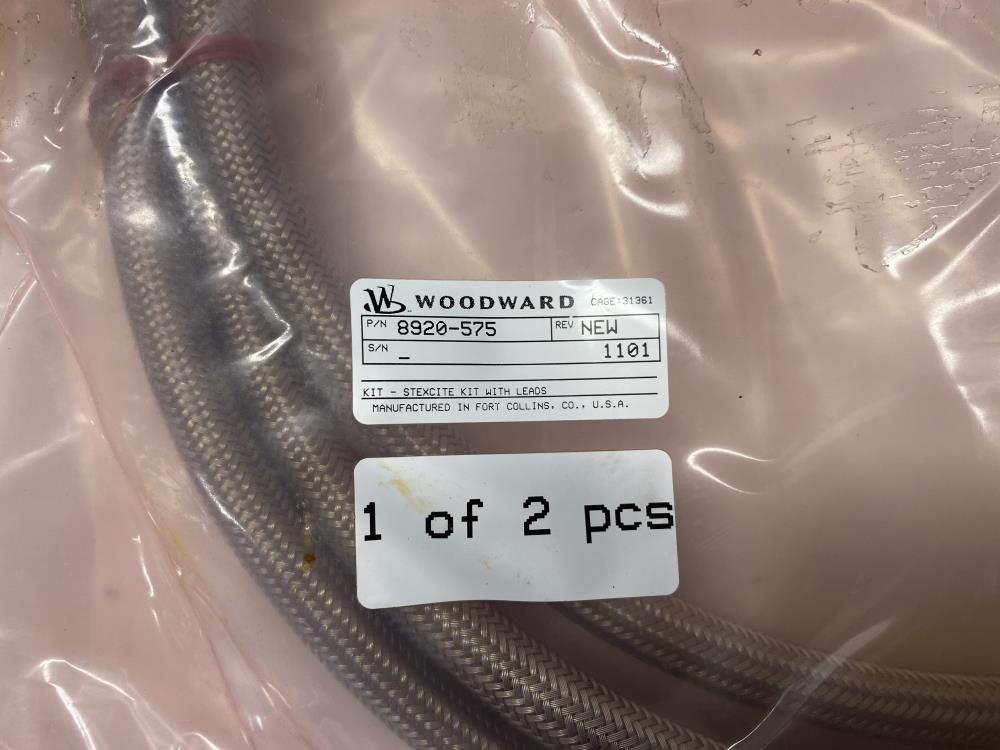 WOODWARD CAGE:31361
P/N 8920-575 REV NEW
S/N _ 1101
KIT - STEXCITE KIT WITH LEADS
MANUFACTURED IN FORT COLLINS, CO., U.S.A.
1 of 2 pcs